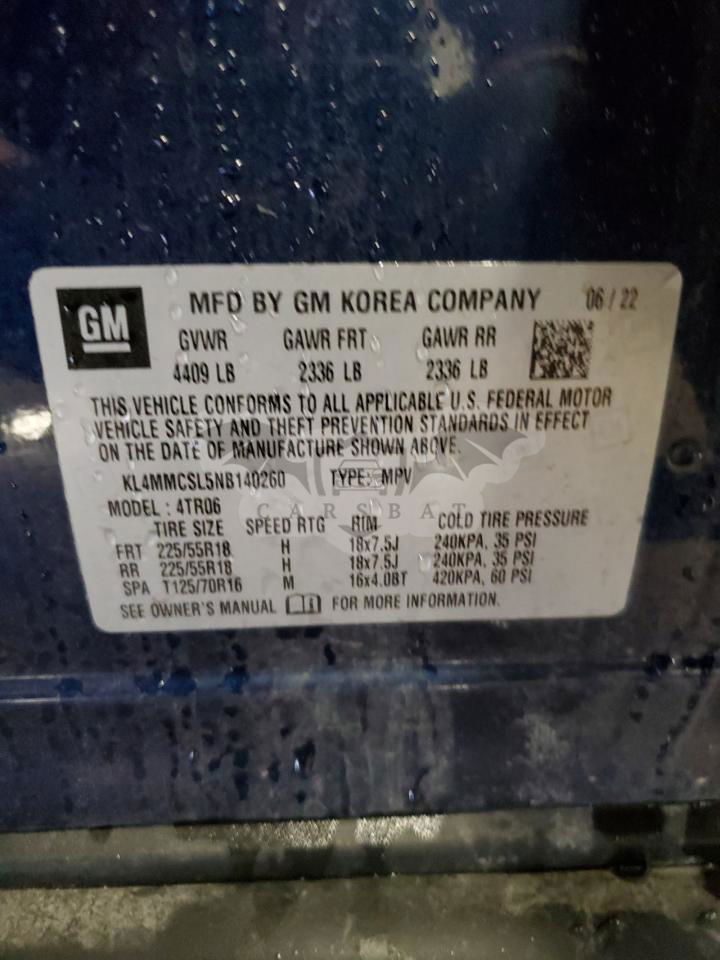 GM MFD BY GM KOREA COMPANY 06 / 22
GVWR GAWR FRT GAWR RR
4409 LB 2336 LB 2336 LB
THIS VEHICLE CONFORMS TO ALL APPLICABLE U.S. FEDERAL MOTOR
VEHICLE SAFETY AND THEFT PREVENTION STANDARDS IN EFFECT
ON THE DATE OF MANUFACTURE SHOWN ABOVE.
KL4MMCSL5NB140260 TYPE: MPV
MODEL : 4TR06
CARSBAT
TIRE SIZE SPEED RTG RIM COLD TIRE PRESSURE
FRT 225/55R18 H 18x7.5J 240KPA, 35 PSI
RR 225/55R18 H 18x7.5J 240KPA, 35 PSI
SPA T125/70R16 M 16x4.0BT 420KPA, 60 PSI
SEE OWNER'S MANUAL FOR MORE INFORMATION.